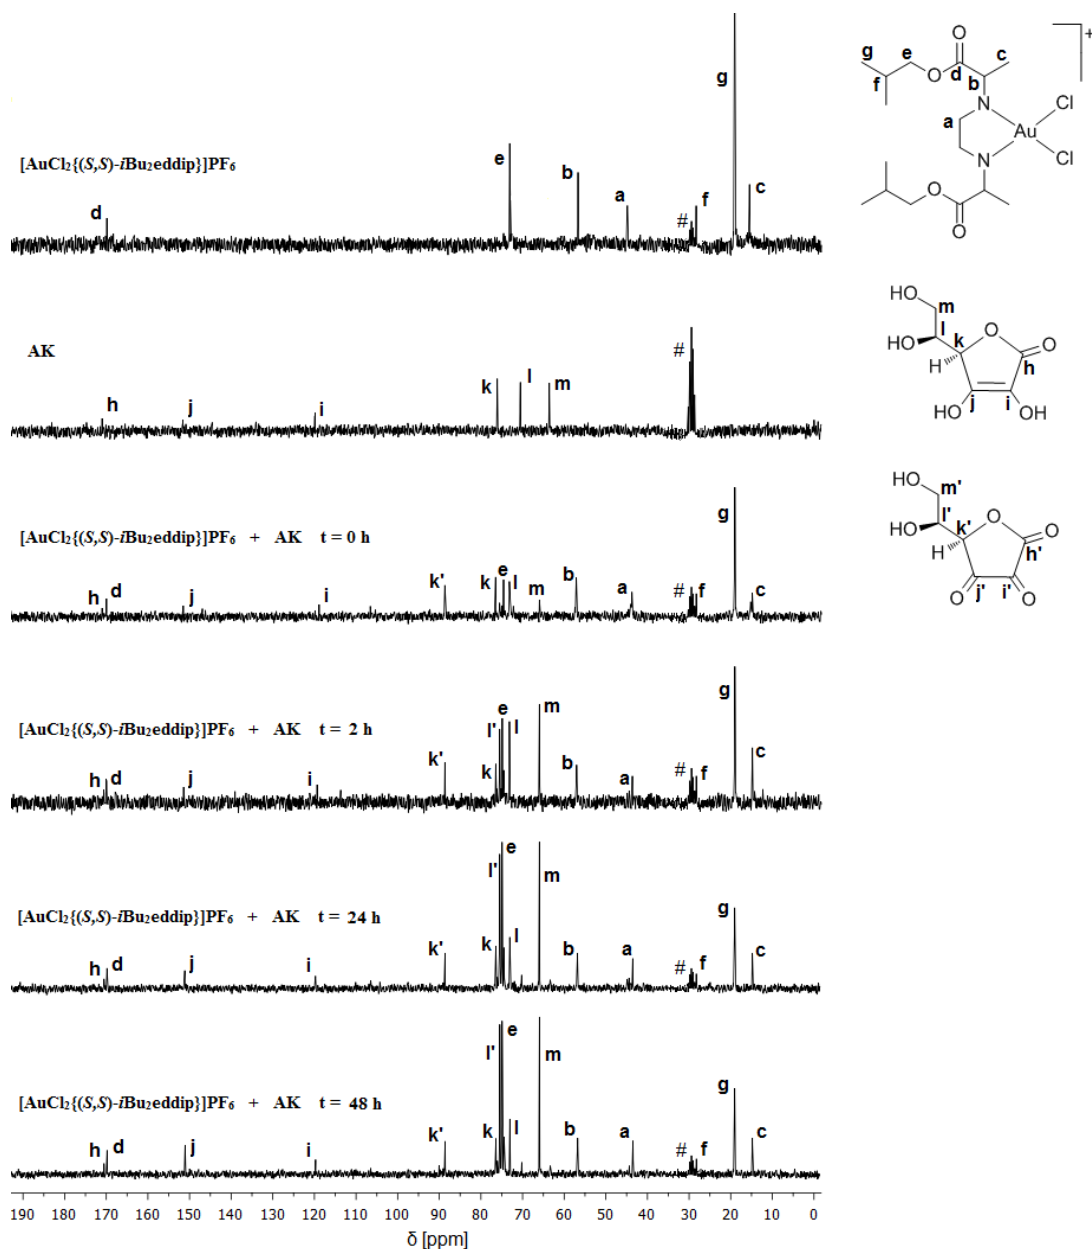 [AuCl₂{(S,S)-iBu₂eddip}]PF₆
d
e
b
a
#
f
g
c
AK
h
j
i
k
l
m
#
[AuCl₂{(S,S)-iBu₂eddip}]PF₆ + AK t = 0 h
h
d
j
i
k'
k
e
l
m
b
a
#
f
g
c
[AuCl₂{(S,S)-iBu₂eddip}]PF₆ + AK t = 2 h
h
d
j
i
k'
k
l'
e
l
m
b
a
#
f
g
c
[AuCl₂{(S,S)-iBu₂eddip}]PF₆ + AK t = 24 h
h
d
j
i
k'
k
l'
e
l
m
b
a
#
f
g
c
[AuCl₂{(S,S)-iBu₂eddip}]PF₆ + AK t = 48 h
h
d
j
i
k'
k
l'
e
l
m
b
a
#
f
g
c
190 180 170 160 150 140 130 120 110 100 90 80 70 60 50 40 30 20 10 0
δ [ppm]
g
f
e
O
O
d
c
b
N
a
Au
Cl
Cl
N
O
O
+
HO
m
l
HO
k
H
O
O
h
j
i
HO
OH
HO
m'
l'
HO
k'
H
O
O
h'
j'
i'
O
O